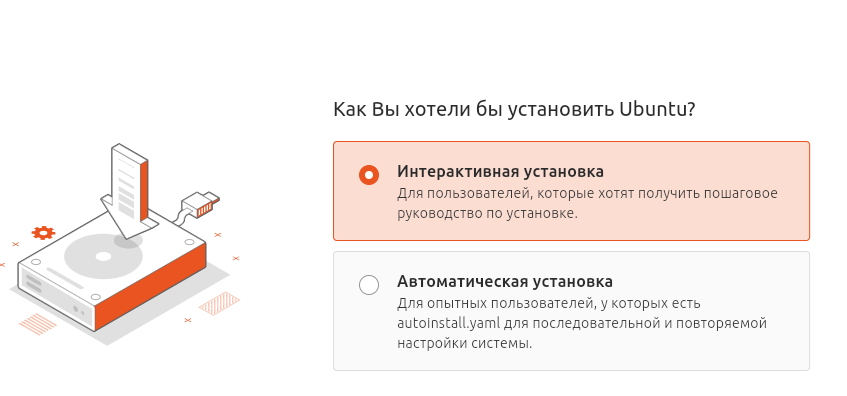 Как Вы хотели бы установить Ubuntu?
Интерактивная установка
Для пользователей, которые хотят получить пошаговое
руководство по установке.
Автоматическая установка
Для опытных пользователей, у которых есть
autoinstall.yaml для последовательной и повторяемой
настройки системы.